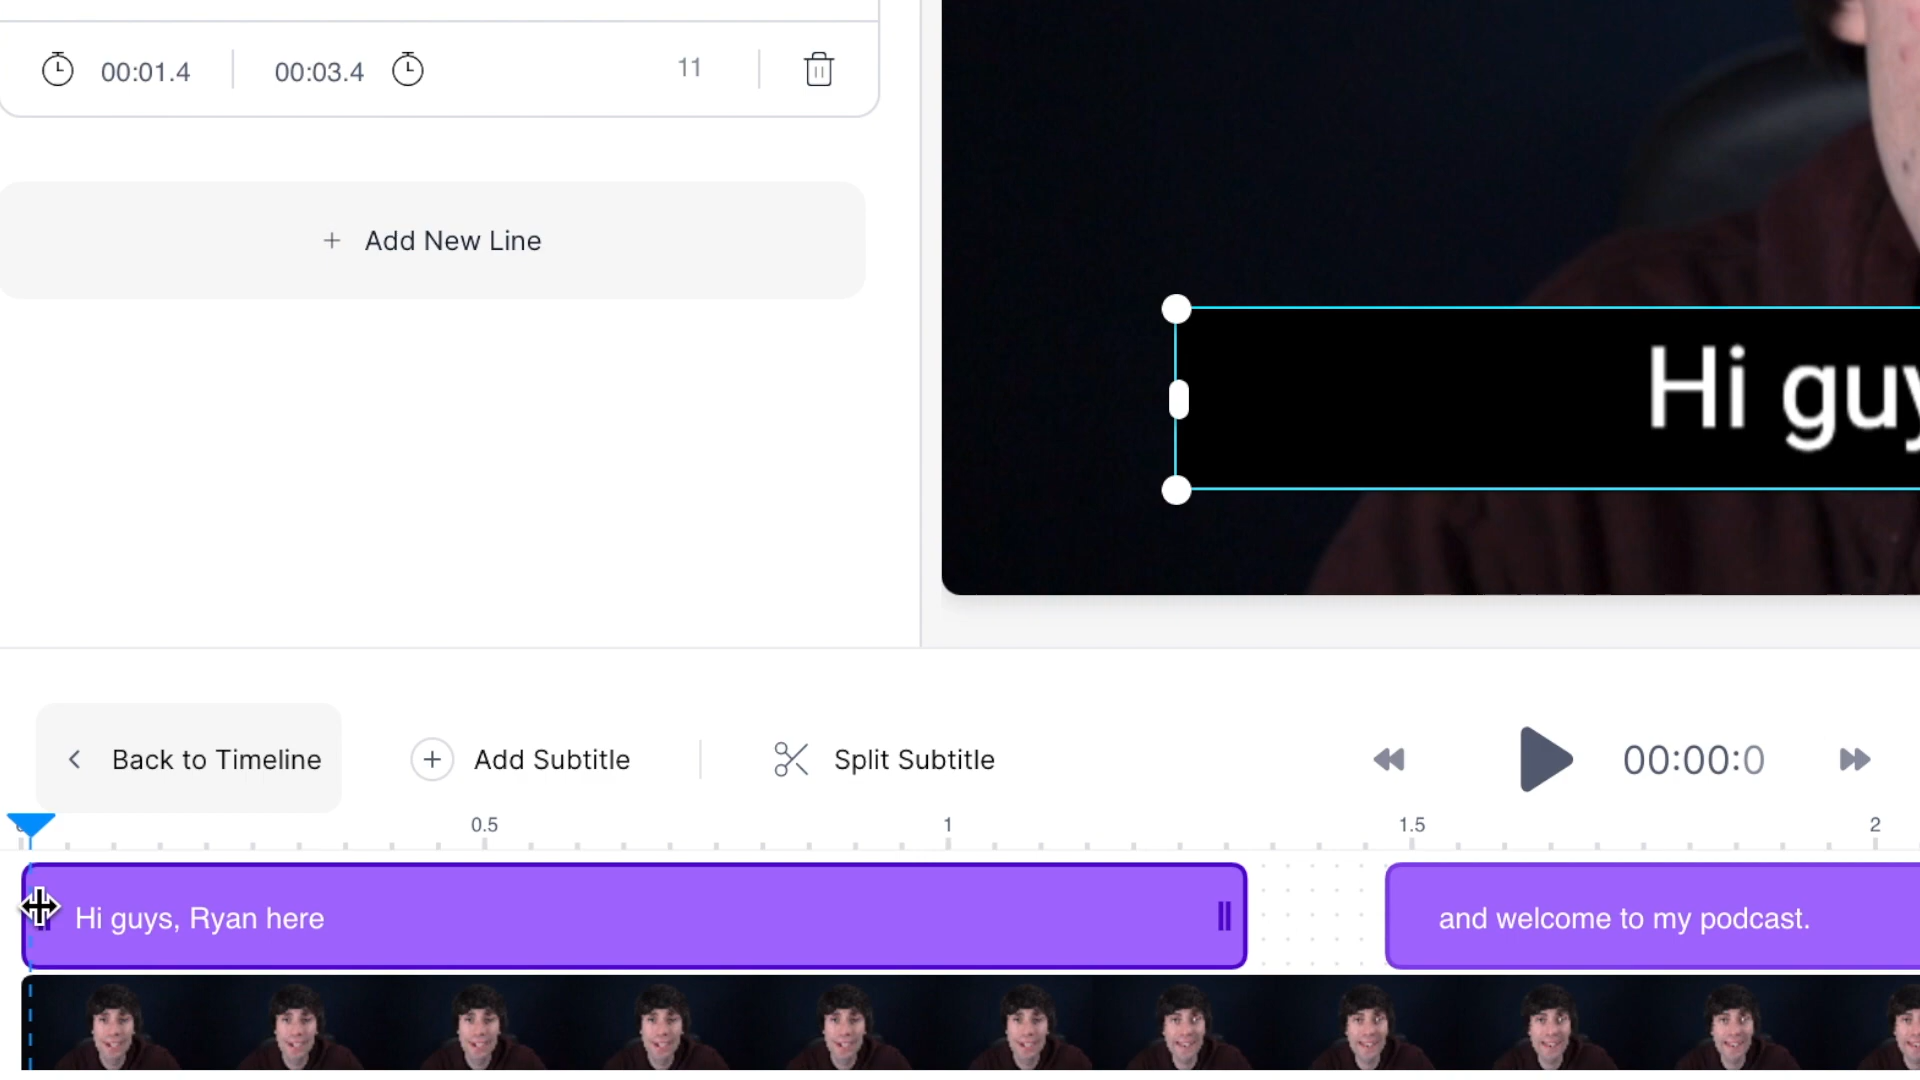 00:01.4
00:03.4
11
+ Add New Line
Hi guy
Back to Timeline
Add Subtitle
Split Subtitle
00:00:0
0.5
1
1.5
2
Hi guys, Ryan here
and welcome to my podcast.